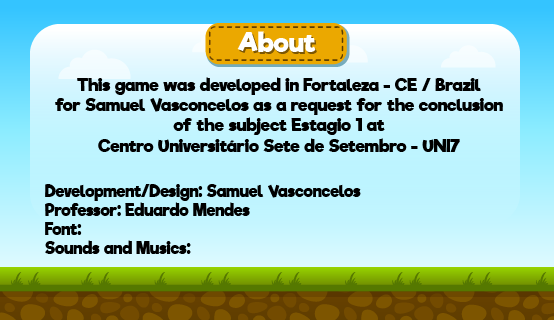 About
This game was developed in Fortaleza - CE / Brazil
for Samuel Vasconcelos as a request for the conclusion
of the subject Estagio 1 at
Centro Universitário Sete de Setembro - UNI7
Development/Design: Samuel Vasconcelos
Professor: Eduardo Mendes
Font:
Sounds and Musics: